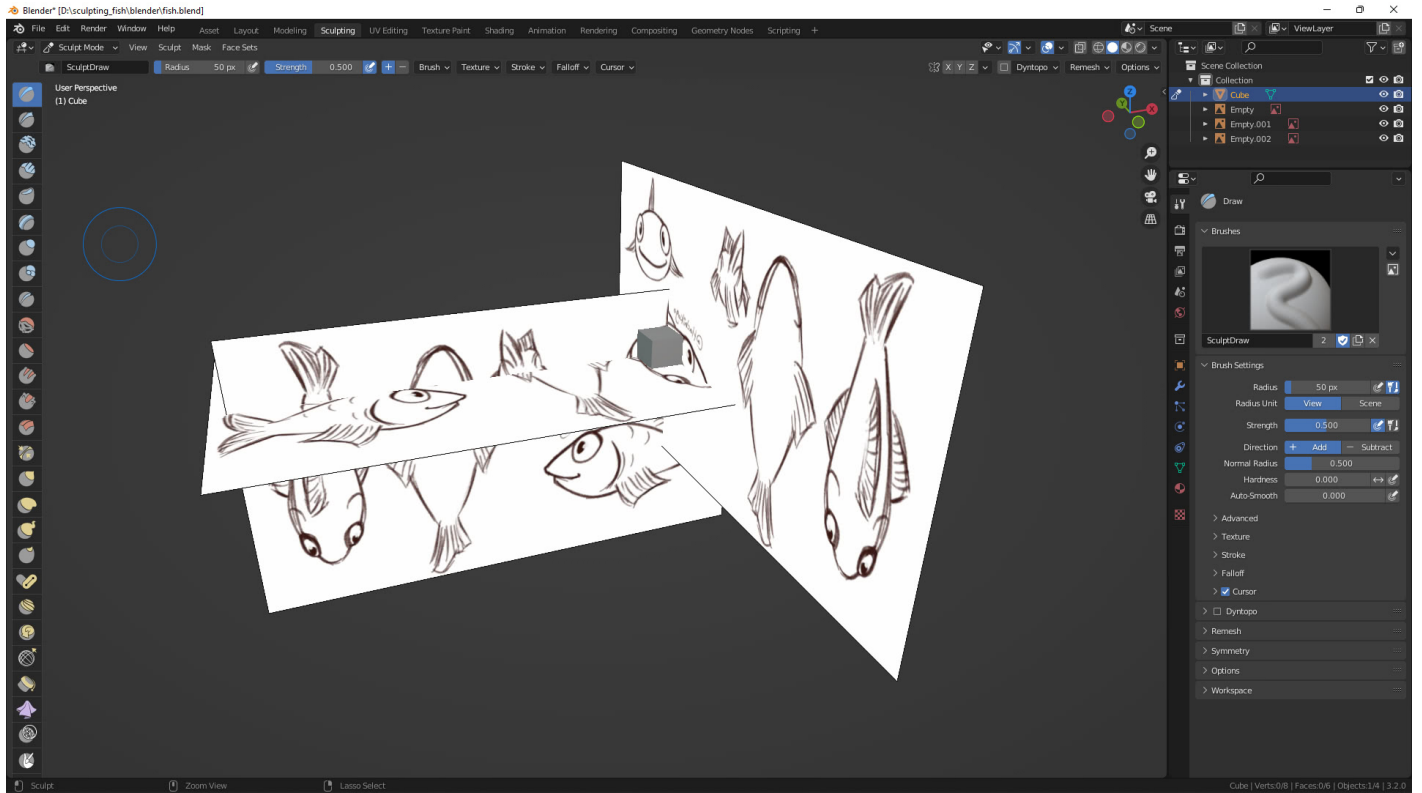 Blender* [D:\sculpting_fish\blender\fish.blend]
File Edit Render Window Help Asset Layout Modeling Sculpting UV Editing Texture Paint Shading Animation Rendering Compositing Geometry Nodes Scripting +
Scene ViewLayer
Sculpt Mode View Sculpt Mask Face Sets
SculptDraw Radius 50 px Strength 0.500 Brush Texture Stroke Falloff Cursor
X Y Z Dyntopo Remesh Options
User Perspective
(1) Cube
Z
Y
X
Scene Collection
Collection
Cube
Empty
Empty.001
Empty.002
Draw
Brushes
SculptDraw 2
Brush Settings
Radius 50 px
Radius Unit View Scene
Strength 0.500
Direction + Add − Subtract
Normal Radius 0.500
Hardness 0.000
Auto-Smooth 0.000
Advanced
Texture
Stroke
Falloff
Cursor
Dyntopo
Remesh
Symmetry
Options
Workspace
Sculpt Zoom View Lasso Select
Cube | Verts:0/8 | Faces:0/6 | Objects:1/4 | 3.2.0